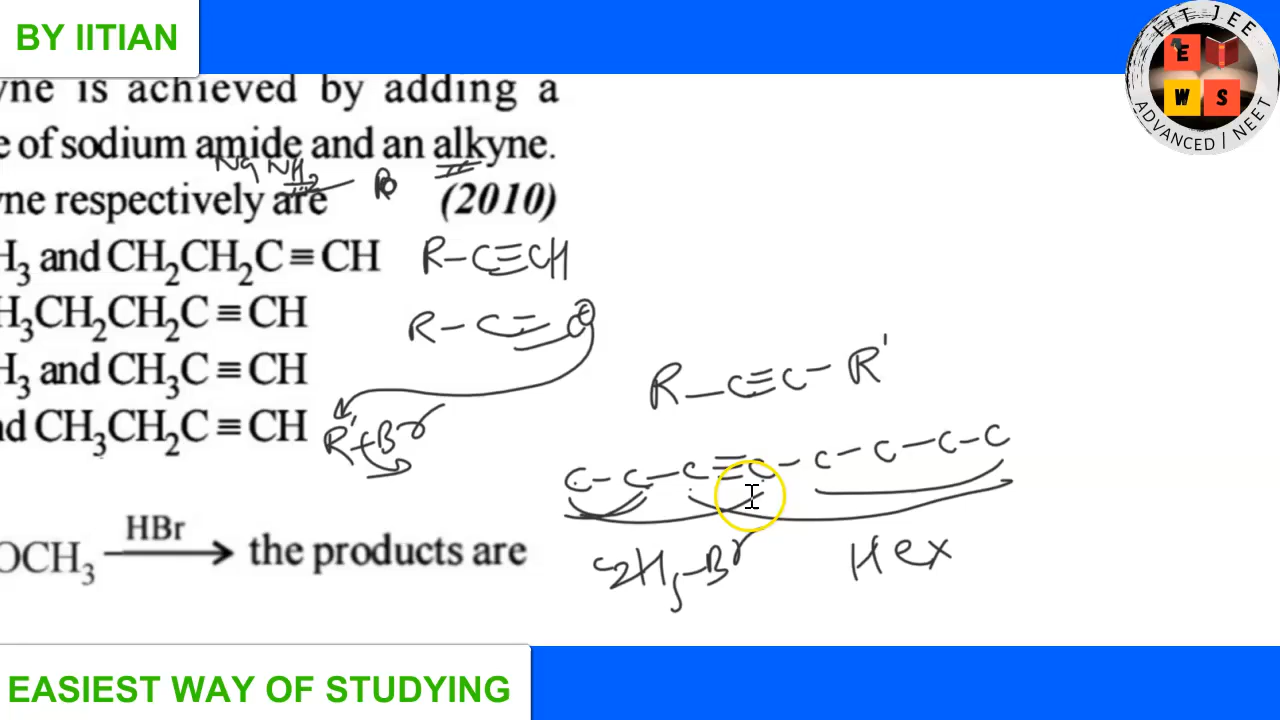 BY IITIAN
IIT JEE
E
W S
ADVANCED | NEET
yne is achieved by adding a
e of sodium amide and an alkyne.
NaNH2
yne respectively are (2010)
H3 and CH2CH2C ≡ CH
R-C≡CH
H3CH2CH2C ≡ CH
R-C≡C⊖
H3 and CH3C ≡ CH
R-C≡C-R'
nd CH3CH2C ≡ CH
R'-Br
C-C-C≡C-C-C-C-C
OCH3 HBr → the products are
C2H5-Br
Hex
EASIEST WAY OF STUDYING